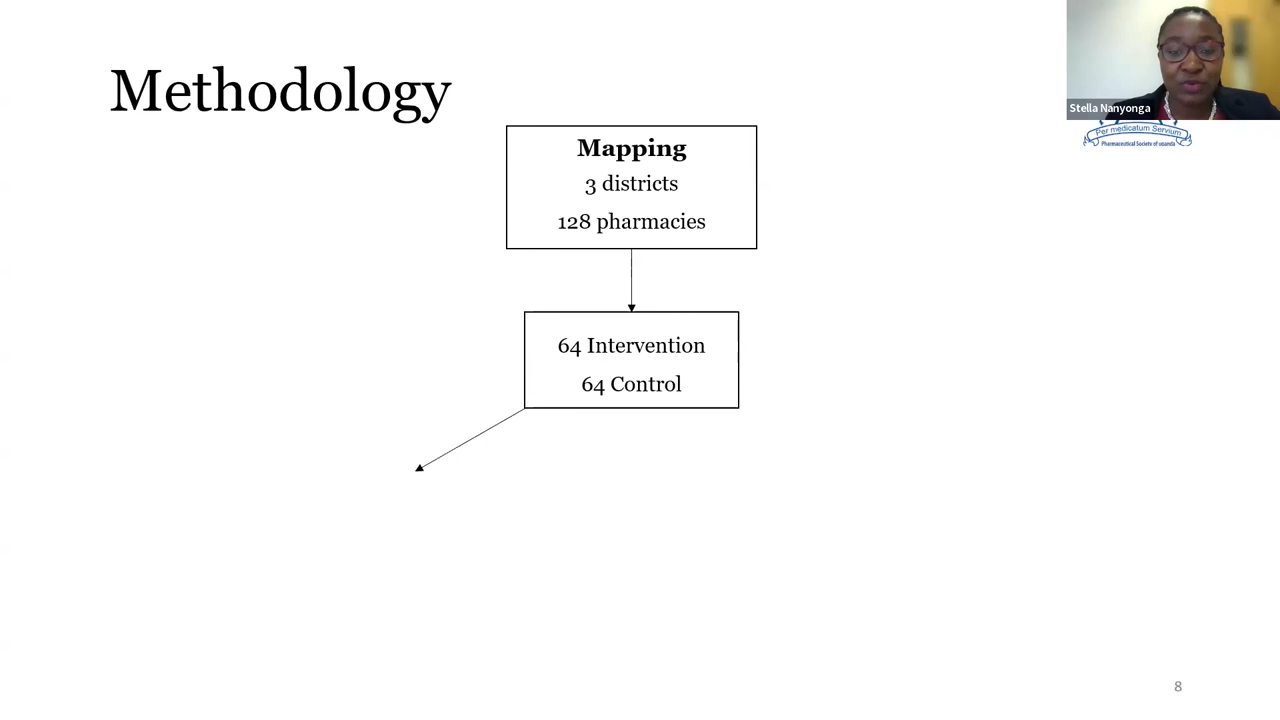 Methodology
Stella Nanyonga
Per medicatum Servium
Pharmaceutical Society of uganda
Mapping
3 districts
128 pharmacies
64 Intervention
64 Control
8